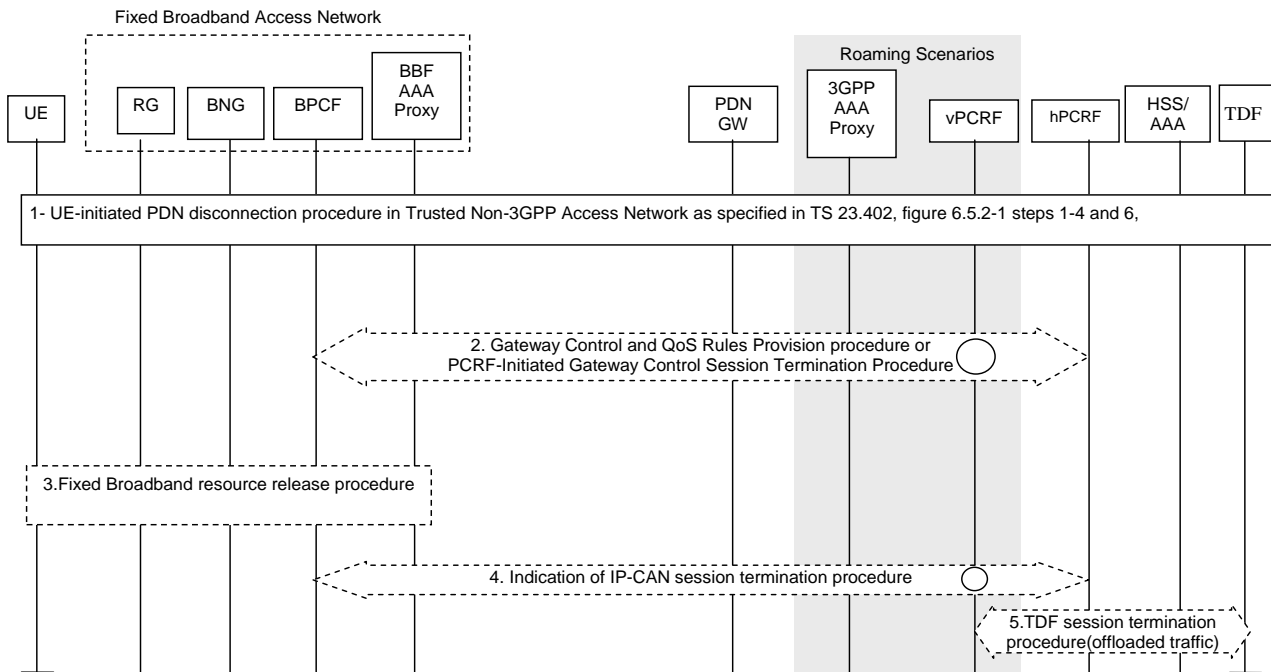 Fixed Broadband Access Network
Roaming Scenarios
UE
RG
BNG
BPCF
BBF
AAA
Proxy
PDN
GW
3GPP
AAA
Proxy
vPCRF
hPCRF
HSS/
AAA
TDF
1- UE-initiated PDN disconnection procedure in Trusted Non-3GPP Access Network as specified in TS 23.402, figure 6.5.2-1 steps 1-4 and 6,
2. Gateway Control and QoS Rules Provision procedure or
PCRF-Initiated Gateway Control Session Termination Procedure
3.Fixed Broadband resource release procedure
4. Indication of IP-CAN session termination procedure
5.TDF session termination
procedure(offloaded traffic)